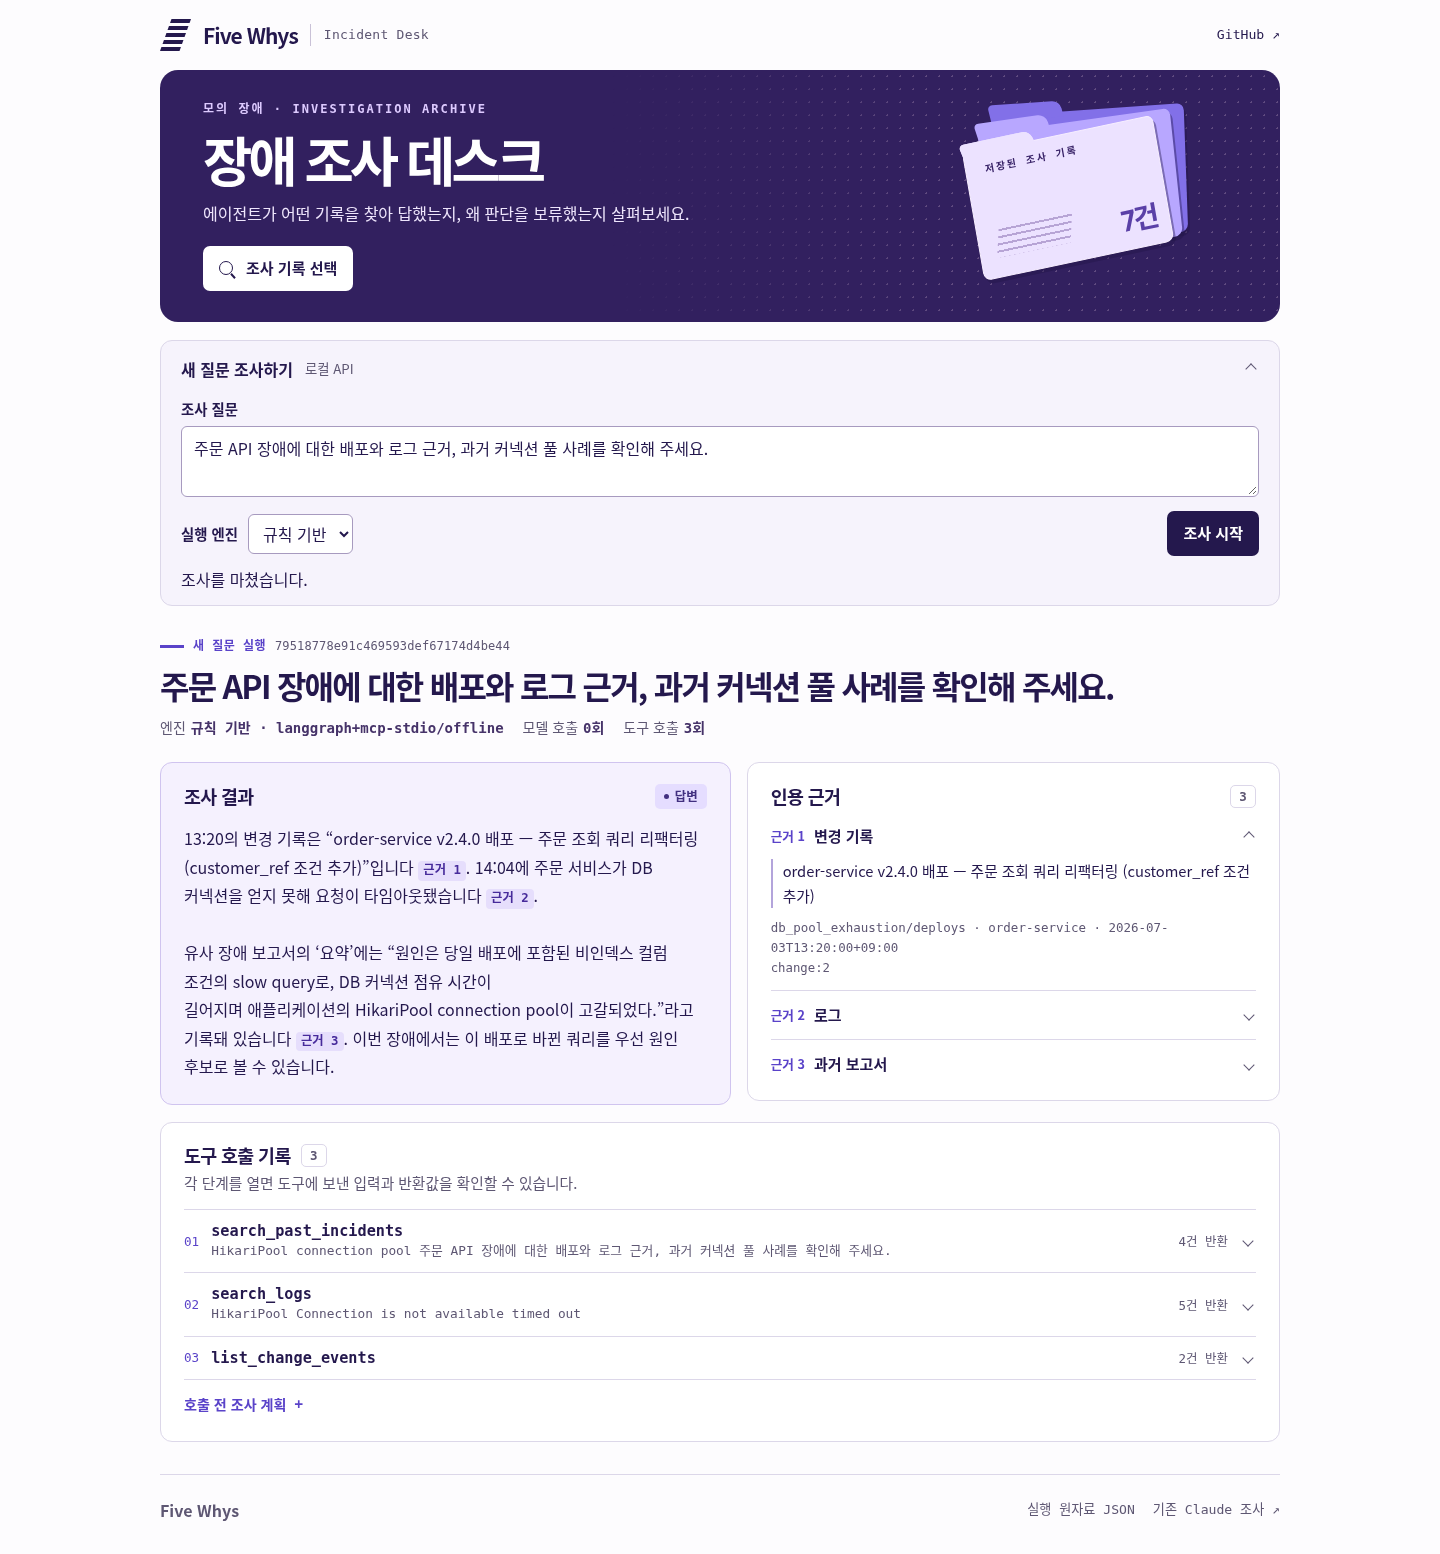 Five Whys
Incident Desk
GitHub ↗
모의 장애 · INVESTIGATION ARCHIVE
장애 조사 데스크
에이전트가 어떤 기록을 찾아 답했는지, 왜 판단을 보류했는지 살펴보세요.
조사 기록 선택
저장된 조사 기록
7건
새 질문 조사하기 로컬 API
조사 질문
주문 API 장애에 대한 배포와 로그 근거, 과거 커넥션 풀 사례를 확인해 주세요.
실행 엔진 규칙 기반
조사 시작
조사를 마쳤습니다.
새 질문 실행 79518778e91c469593def67174d4be44
주문 API 장애에 대한 배포와 로그 근거, 과거 커넥션 풀 사례를 확인해 주세요.
엔진 규칙 기반 · langgraph+mcp-stdio/offline 모델 호출 0회 도구 호출 3회
조사 결과
• 답변
13:20의 변경 기록은 “order-service v2.4.0 배포 — 주문 조회 쿼리 리팩터링
(customer_ref 조건 추가)”입니다 근거 1. 14:04에 주문 서비스가 DB
커넥션을 얻지 못해 요청이 타임아웃됐습니다 근거 2.
유사 장애 보고서의 ‘요약’에는 “원인은 당일 배포에 포함된 비인덱스 컬럼
조건의 slow query로, DB 커넥션 점유 시간이
길어지며 애플리케이션의 HikariPool connection pool이 고갈되었다.”라고
기록돼 있습니다 근거 3. 이번 장애에서는 이 배포로 바뀐 쿼리를 우선 원인
후보로 볼 수 있습니다.
인용 근거
3
근거 1 변경 기록
order-service v2.4.0 배포 — 주문 조회 쿼리 리팩터링 (customer_ref 조건
추가)
db_pool_exhaustion/deploys · order-service · 2026-07-
03T13:20:00+09:00
change:2
근거 2 로그
근거 3 과거 보고서
도구 호출 기록 3
각 단계를 열면 도구에 보낸 입력과 반환값을 확인할 수 있습니다.
01 search_past_incidents
HikariPool connection pool 주문 API 장애에 대한 배포와 로그 근거, 과거 커넥션 풀 사례를 확인해 주세요.
4건 반환
02 search_logs
HikariPool Connection is not available timed out
5건 반환
03 list_change_events
2건 반환
호출 전 조사 계획 +
Five Whys
실행 원자료 JSON 기존 Claude 조사 ↗